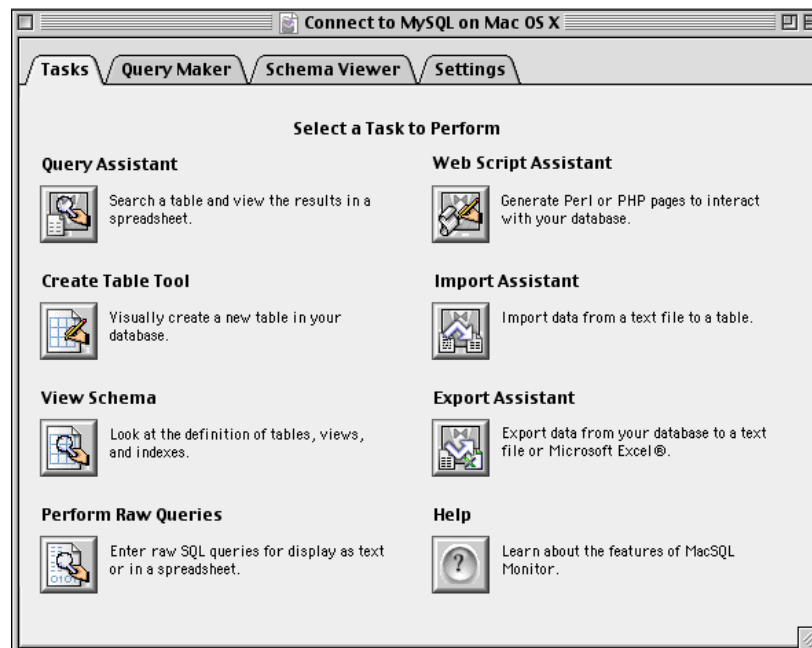 Connect to MySQL on Mac OS X
Tasks
Query Maker
Schema Viewer
Settings
Select a Task to Perform
Query Assistant
Search a table and view the results in a
spreadsheet.
Web Script Assistant
Generate Perl or PHP pages to interact
with your database.
Create Table Tool
Visually create a new table in your
database.
Import Assistant
Import data from a text file to a table.
View Schema
Look at the definition of tables, views,
and indexes.
Export Assistant
Export data from your database to a text
file or Microsoft Excel®.
Perform Raw Queries
Enter raw SQL queries for display as text
or in a spreadsheet.
Help
Learn about the features of MacSQL
Monitor.